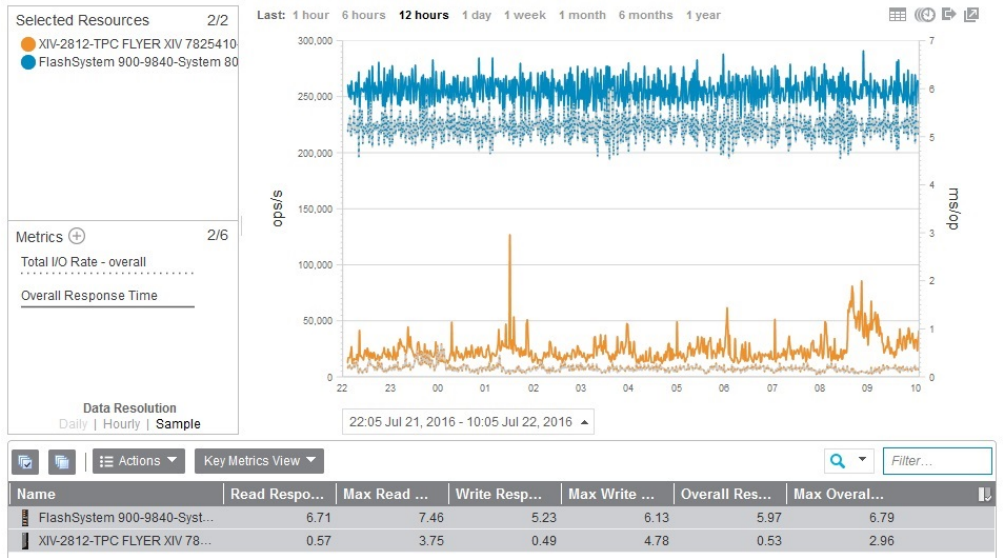 Selected Resources 2/2
XIV-2812-TPC FLYER XIV 7825410-
FlashSystem 900-9840-System 80
Metrics 2/6
Total I/O Rate - overall
Overall Response Time
Data Resolution
Daily | Hourly | Sample
Last: 1 hour 6 hours 12 hours 1 day 1 week 1 month 6 months 1 year
300,000
250,000
200,000
150,000
100,000
50,000
0
ops/s
7
6
5
4
3
2
1
0
ms/op
22 23 00 01 02 03 04 05 06 07 08 09 10
22:05 Jul 21, 2016 - 10:05 Jul 22, 2016
Actions Key Metrics View Filter...
Name Read Respo... Max Read ... Write Resp... Max Write ... Overall Res... Max Overal...
FlashSystem 900-9840-Syst... 6.71 7.46 5.23 6.13 5.97 6.79
XIV-2812-TPC FLYER XIV 78... 0.57 3.75 0.49 4.78 0.53 2.96